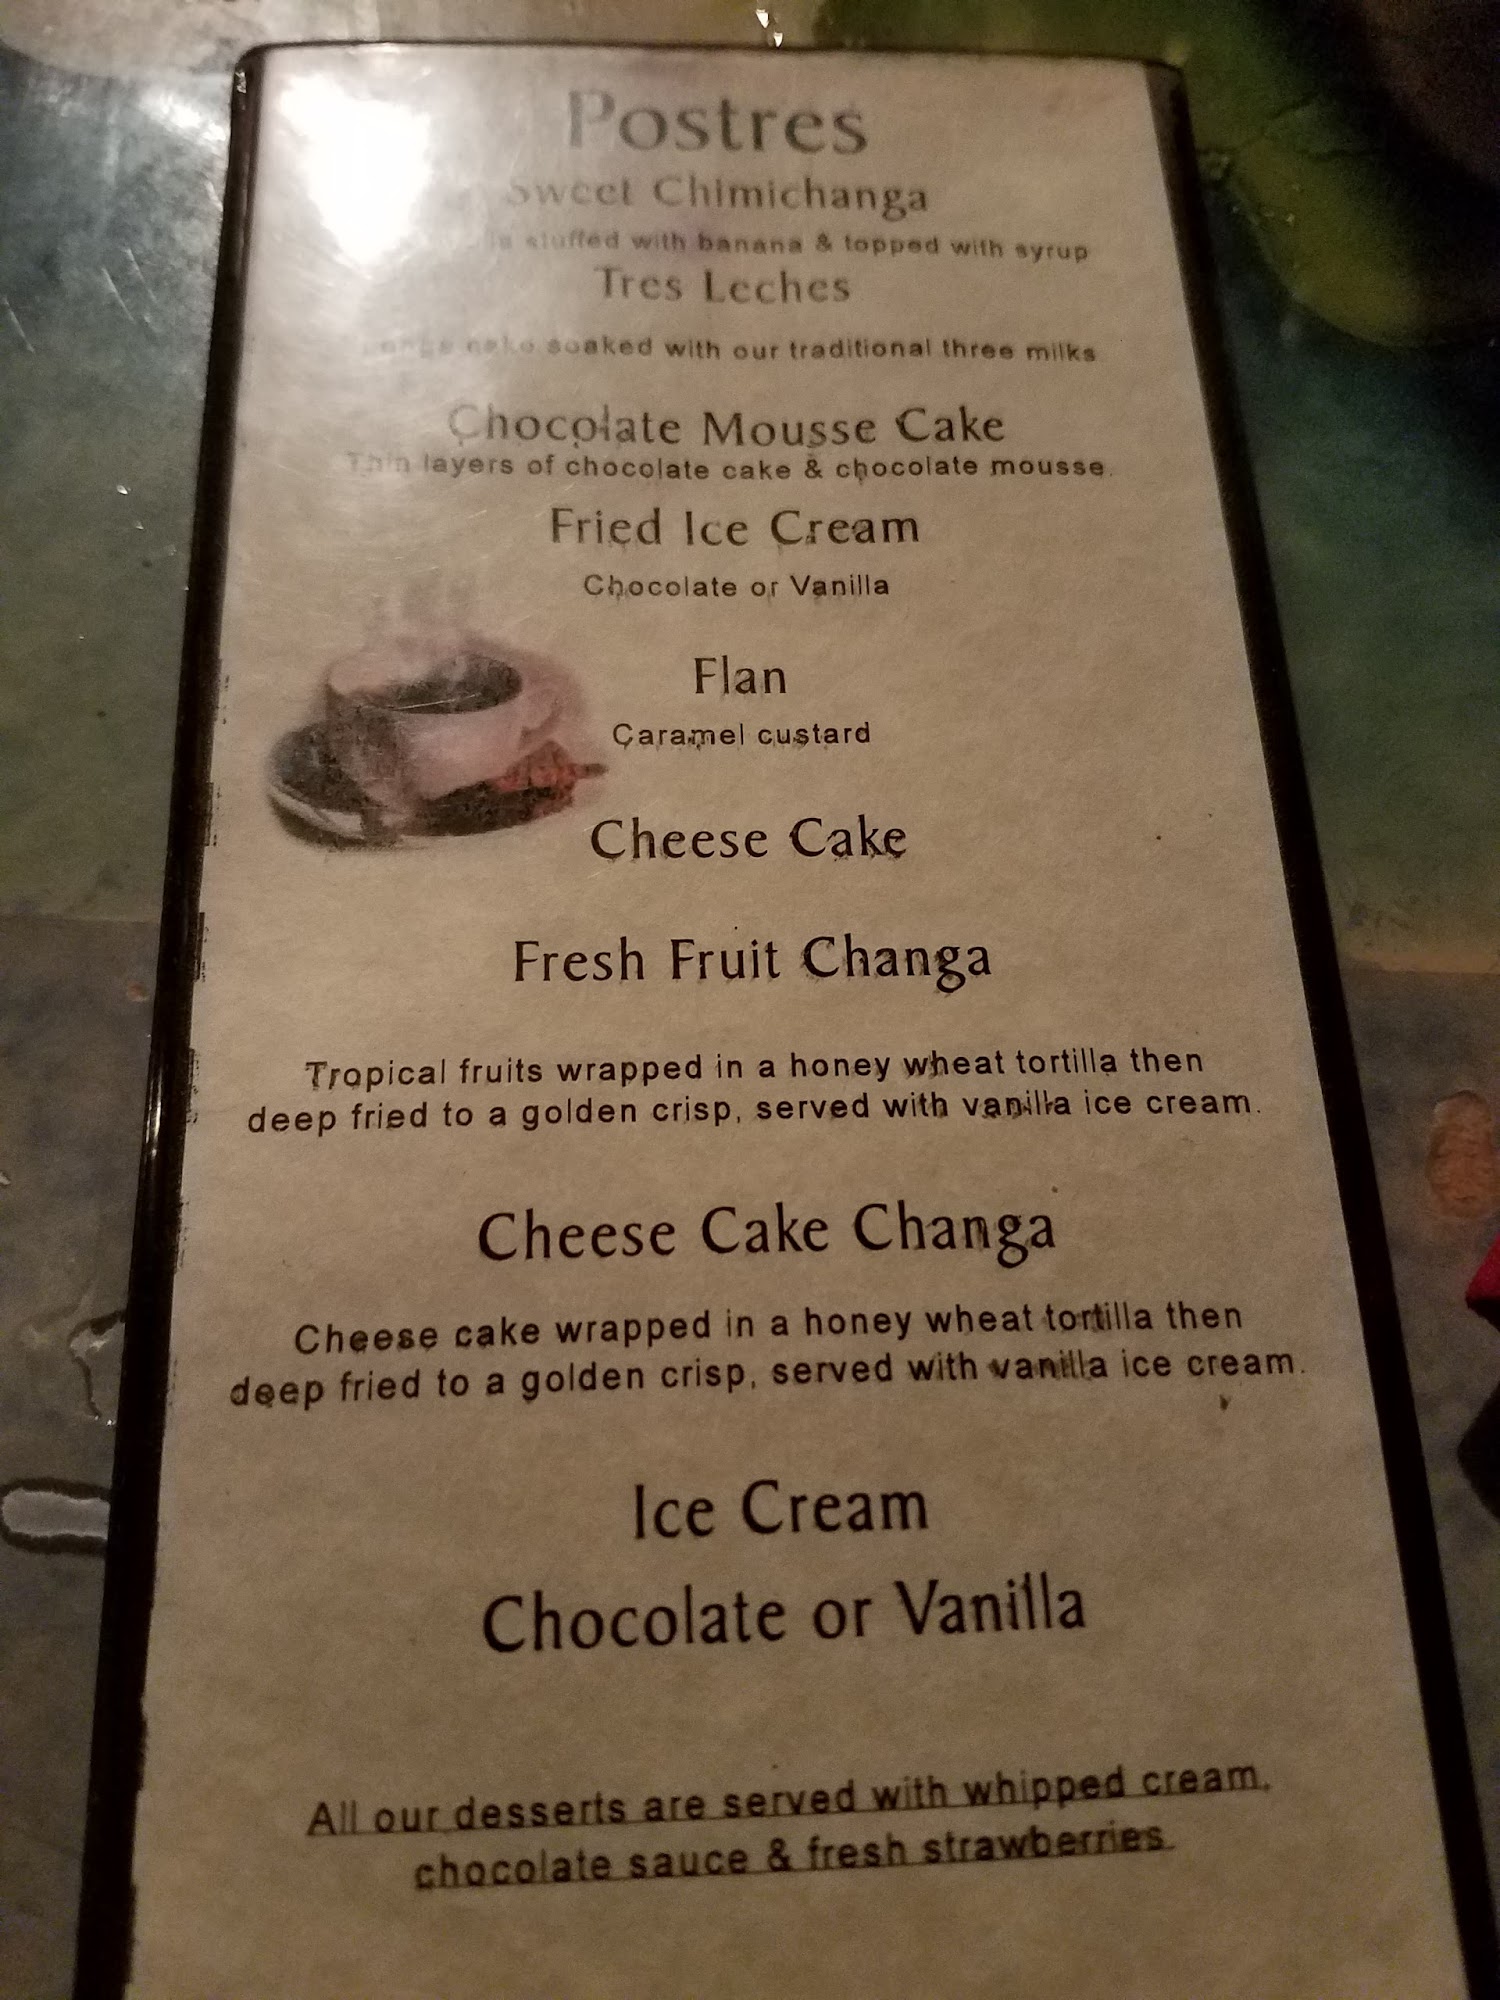 Postres
Sweet Chimichanga
stuffed with banana & topped with syrup
Tres Leches
cake soaked with our traditional three milks
Chocolate Mousse Cake
Thin layers of chocolate cake & chocolate mousse.
Fried Ice Cream
Chocolate or Vanilla
Flan
Caramel custard
Cheese Cake
Fresh Fruit Changa
Tropical fruits wrapped in a honey wheat tortilla then
deep fried to a golden crisp, served with vanilla ice cream.
Cheese Cake Changa
Cheese cake wrapped in a honey wheat tortilla then
deep fried to a golden crisp, served with vanilla ice cream.
Ice Cream
Chocolate or Vanilla
All our desserts are served with whipped cream,
chocolate sauce & fresh strawberries.